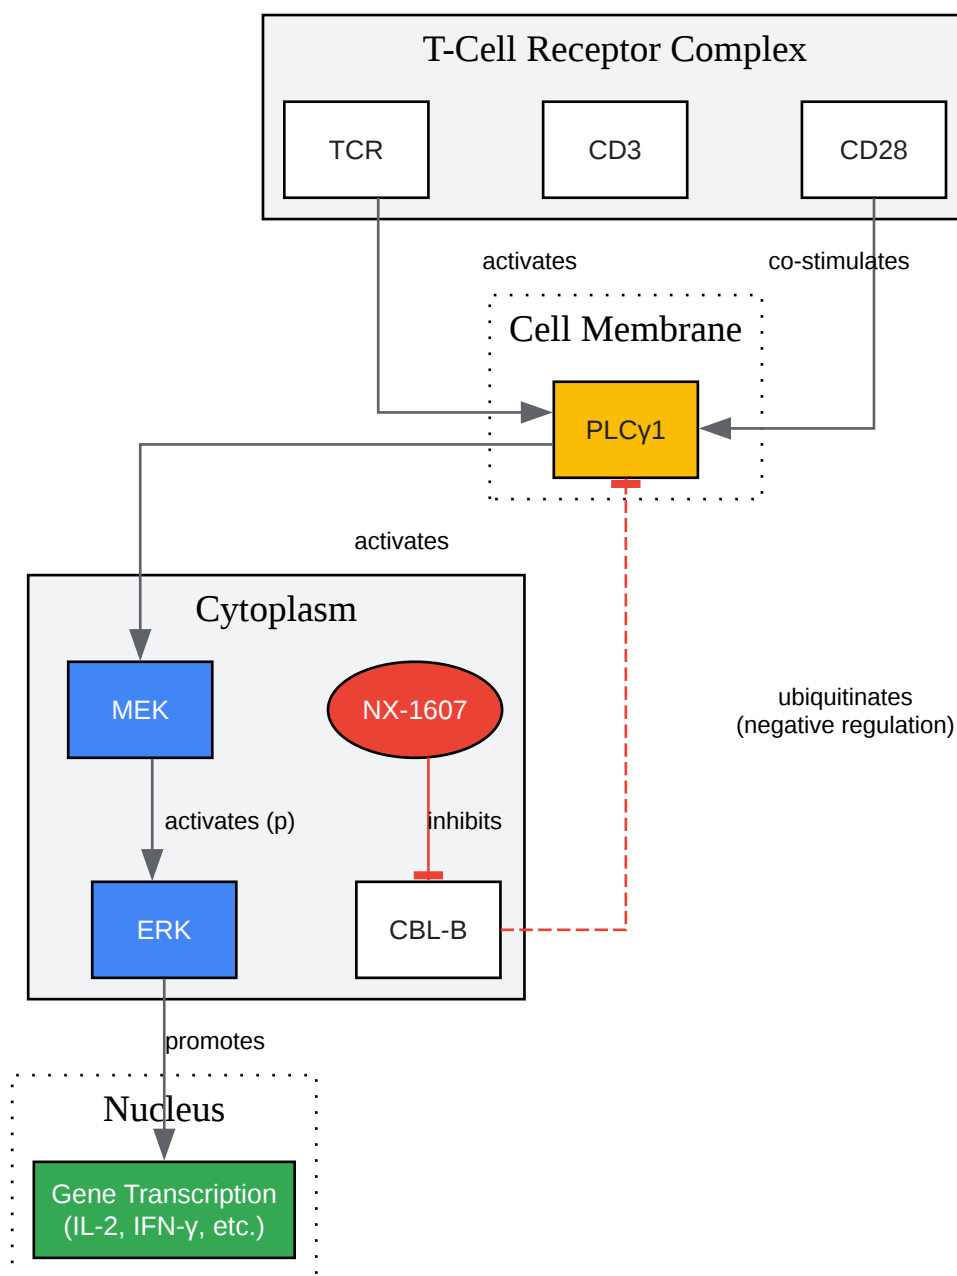 T-Cell Receptor Complex
TCR
CD3
CD28
activates
co-stimulates
Cell Membrane
PLCγ1
activates
Cytoplasm
MEK
NX-1607
ubiquitinates
(negative regulation)
activates (p)
inhibits
ERK
CBL-B
promotes
Nucleus
Gene Transcription
(IL-2, IFN-γ, etc.)